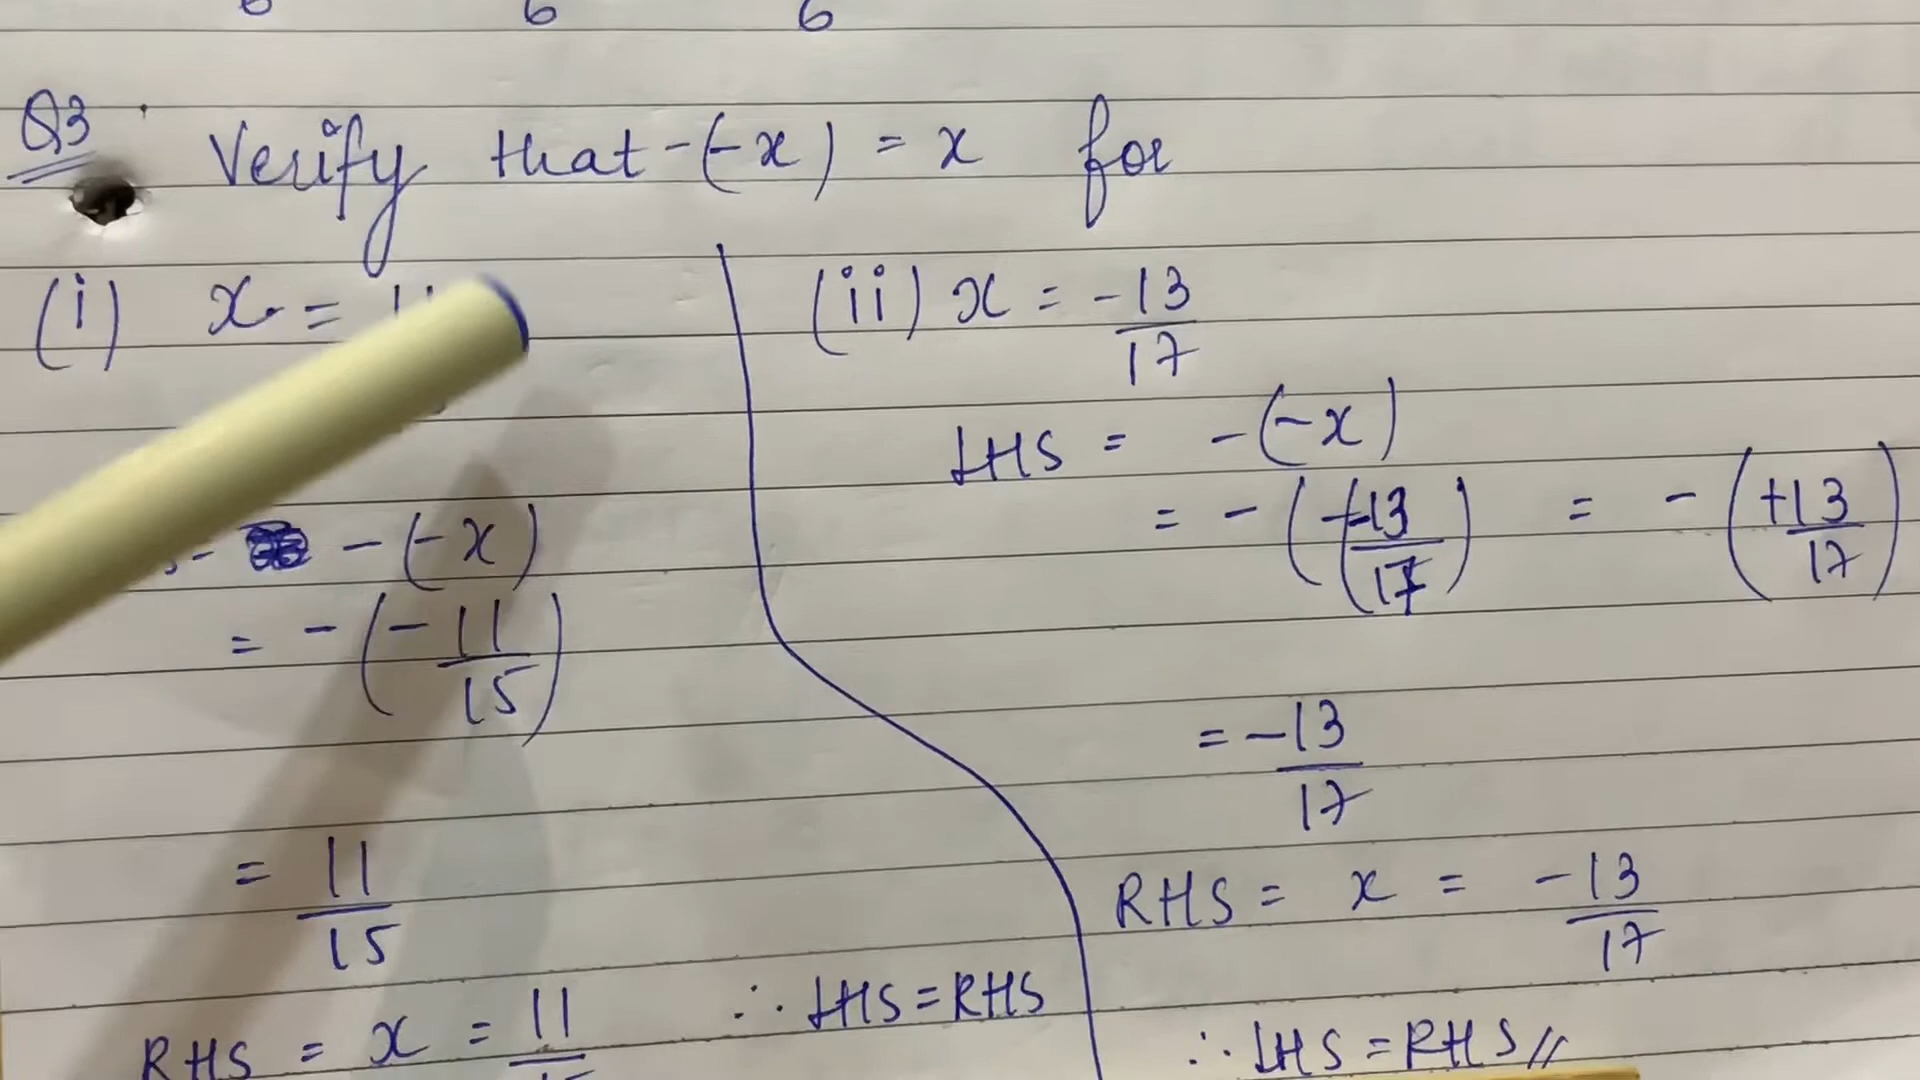 6 6
Q3 Verify that -(-x) = x for
(i) x =
- -(-x)
= -(-11/15)
= 11/15
RHS = x = 11
∴ LHS = RHS
(ii) x = -13/17
LHS = -(-x)
= -(-(-13/17)) = -(+13/17)
= -13/17
RHS = x = -13/17
∴ LHS = RHS //